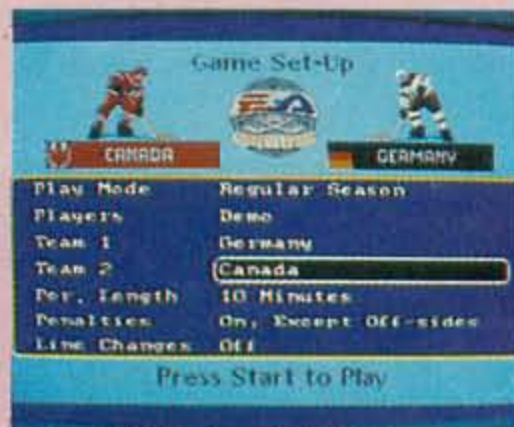 Game Set-Up
CANADA
GERMANY
Play Mode Regular Season
Players Demo
Team 1 Germany
Team 2 Canada
Per. Length 10 Minutes
Penalties On, Except Off-sides
Line Changes Off
Press Start to Play